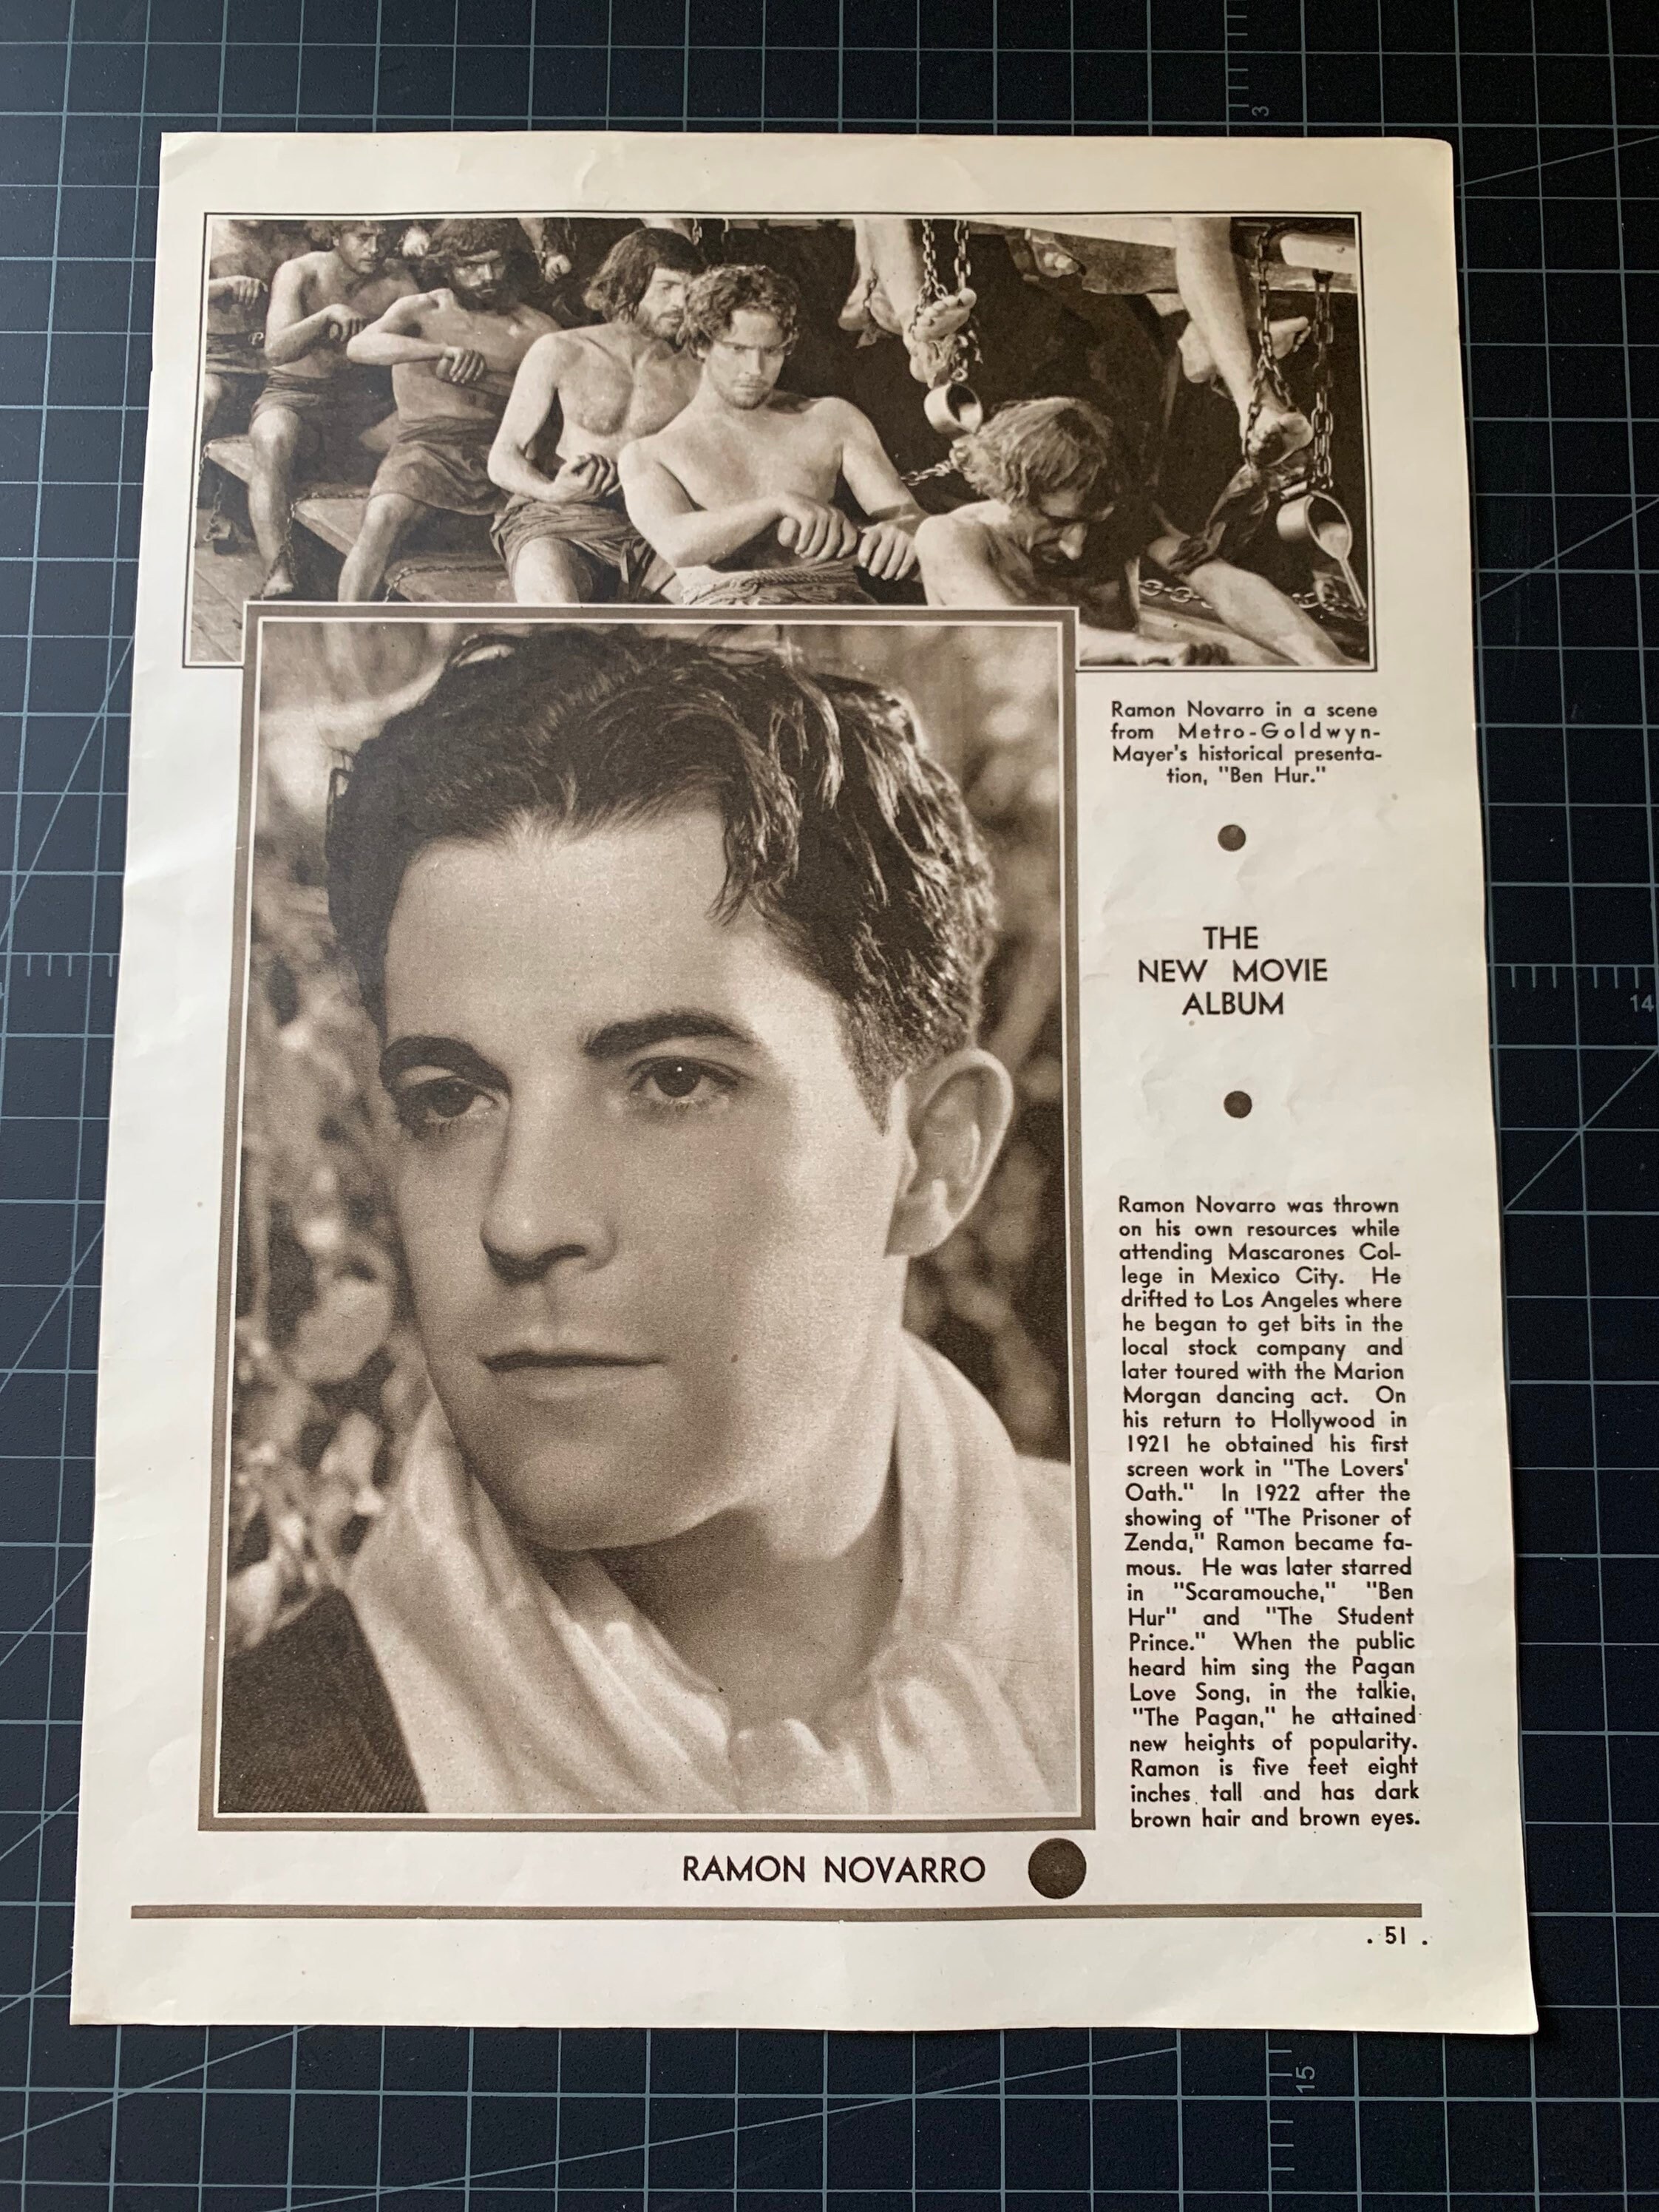 3
Ramon Novarro in a scene
from Metro-Goldwyn-
Mayer's historical presenta-
tion, "Ben Hur."
THE
NEW MOVIE
ALBUM
14
Ramon Novarro was thrown
on his own resources while
attending Mascarones Col-
lege in Mexico City. He
drifted to Los Angeles where
he began to get bits in the
local stock company and
later toured with the Marion
Morgan dancing act. On
his return to Hollywood in
1921 he obtained his first
screen work in "The Lovers'
Oath." In 1922 after the
showing of "The Prisoner of
Zenda," Ramon became fa-
mous. He was later starred
in "Scaramouche," "Ben
Hur" and "The Student
Prince." When the public
heard him sing the Pagan
Love Song, in the talkie,
"The Pagan," he attained
new heights of popularity.
Ramon is five feet eight
inches tall and has dark
brown hair and brown eyes.
RAMON NOVARRO
. 51 .
15